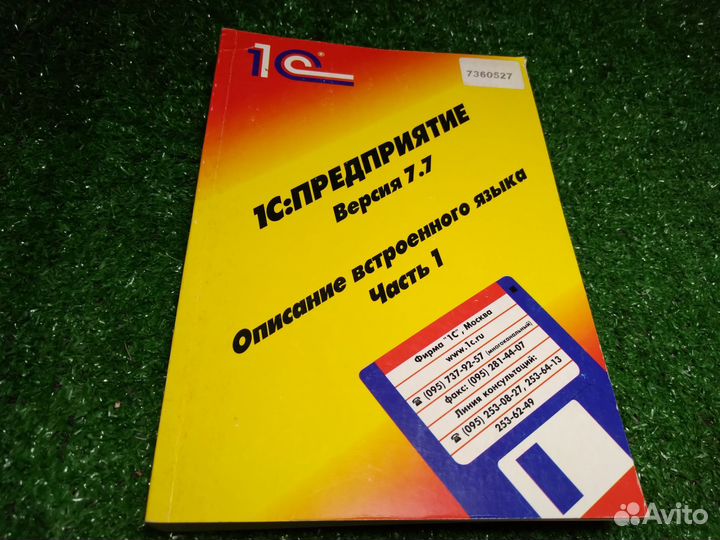 1С®
7360527
1С:ПРЕДПРИЯТИЕ
Версия 7.7
Описание встроенного языка
Часть 1
Фирма "1С", Москва
www.1c.ru
☎ (095) 737-92-57 (многоканальный)
факс: (095) 281-44-07
Линия консультаций:
☎ (095) 253-08-27, 253-64-13
253-62-49
Avito